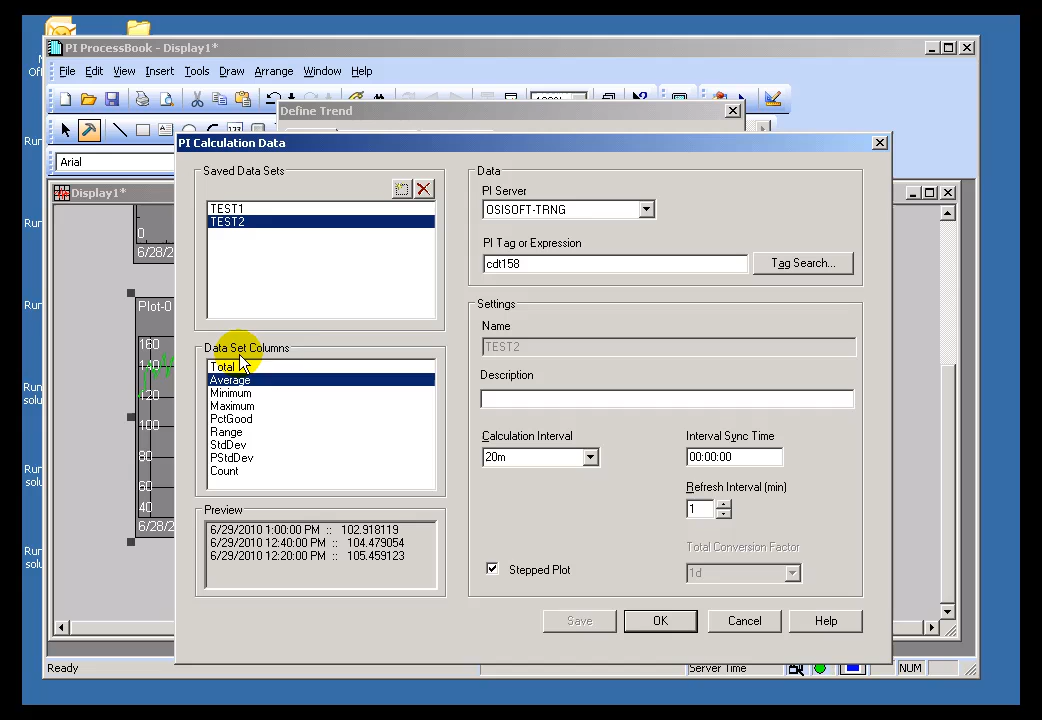 PI ProcessBook - Display1*
File Edit View Insert Tools Draw Arrange Window Help
Define Trend
Arial
PI Calculation Data
Display1*
0
6/28/2
Plot-0
160
140
120
100
80
60
40
6/28/2
Saved Data Sets
TEST1
TEST2
Data Set Columns
Total
Average
Minimum
Maximum
PctGood
Range
StdDev
PStdDev
Count
Preview
6/29/2010 1:00:00 PM :: 102.918119
6/29/2010 12:40:00 PM :: 104.479054
6/29/2010 12:20:00 PM :: 105.459123
Data
PI Server
OSISOFT-TRNG
PI Tag or Expression
cdt158
Tag Search...
Settings
Name
TEST2
Description
Calculation Interval
20m
Interval Sync Time
00:00:00
Refresh Interval (min)
1
Total Conversion Factor
1d
Stepped Plot
Save
OK
Cancel
Help
Ready
Server Time
NUM